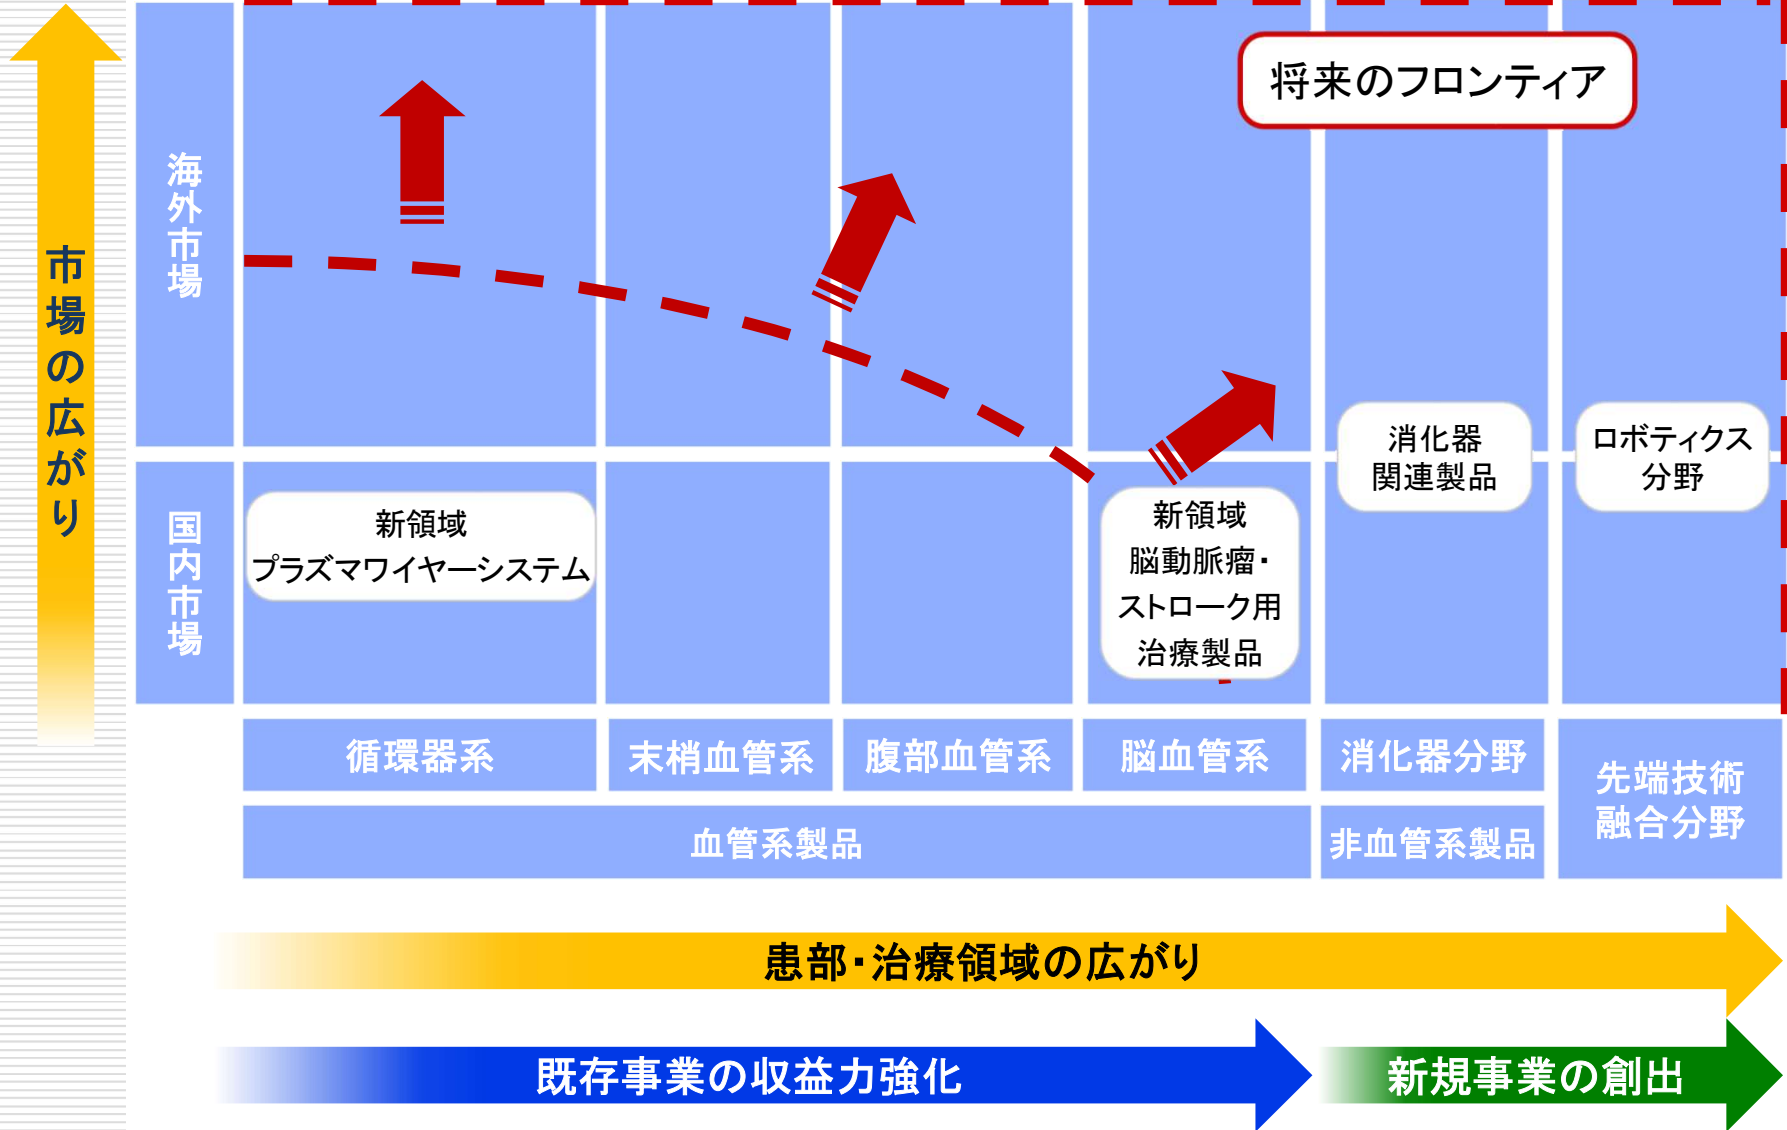 将来のフロンティア
市場の広がり
海外市場
国内市場
新領域
プラズマワイヤーシステム
新領域
脳動脈瘤・
ストローク用
治療製品
消化器
関連製品
ロボティクス
分野
循環器系
末梢血管系
腹部血管系
脳血管系
消化器分野
先端技術
融合分野
血管系製品
非血管系製品
患部・治療領域の広がり
既存事業の収益力強化
新規事業の創出